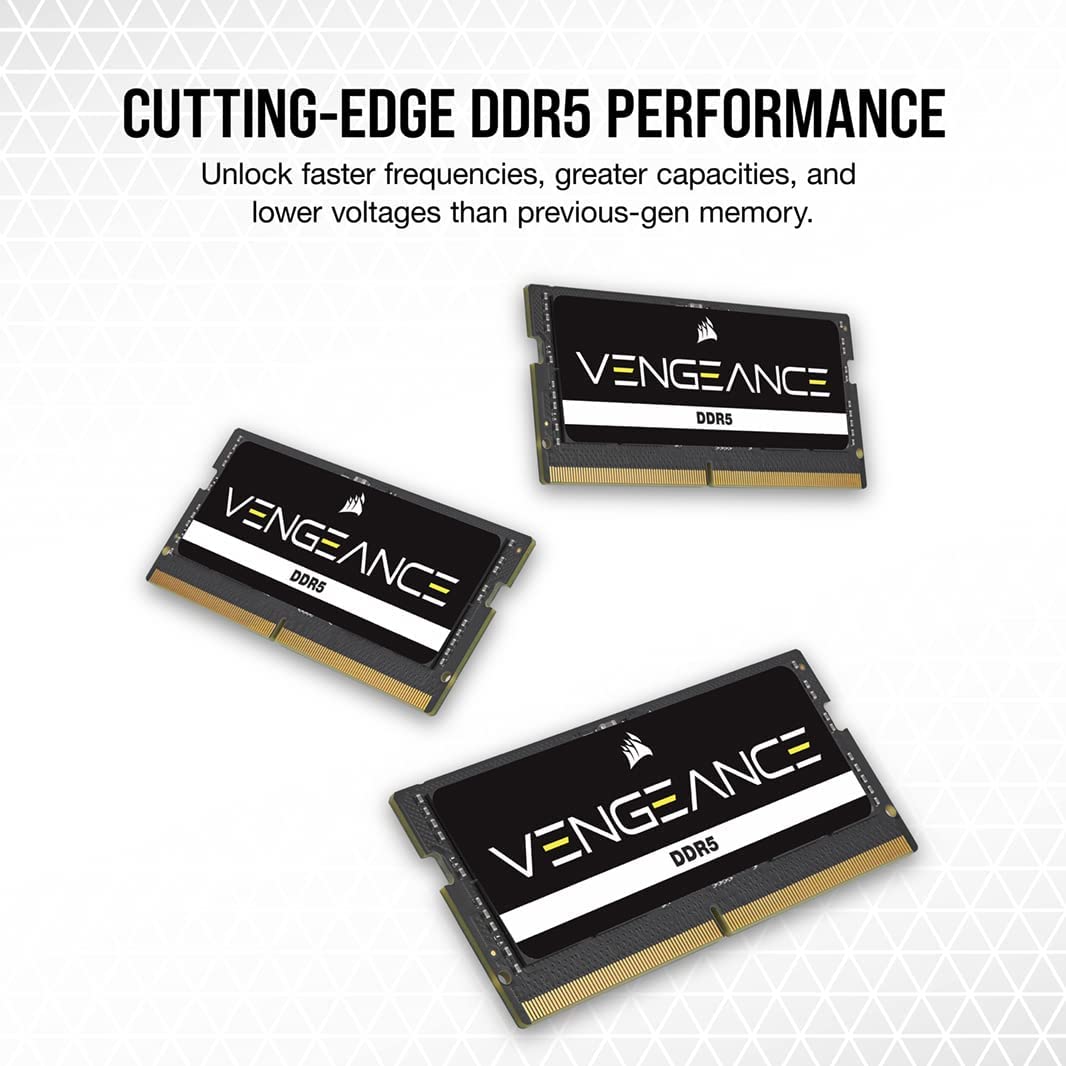 CUTTING-EDGE DDR5 PERFORMANCE
Unlock faster frequencies, greater capacities, and
lower voltages than previous-gen memory.
VENGEANCE
DDR5
VENGEANCE
DDR5
VENGEANCE
DDR5